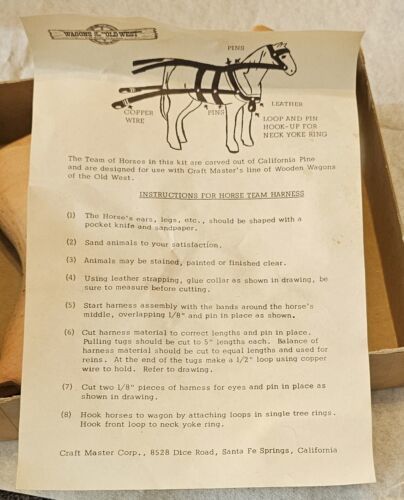 WAGONS OF THE "OLD WEST"
PINS
COPPER
WIRE
PINS
LEATHER
LOOP AND PIN
HOOK-UP FOR
NECK YOKE RING
The Team of Horses in this kit are carved out of California Pine
and are designed for use with Craft Master's line of Wooden Wagons
of the Old West.
INSTRUCTIONS FOR HORSE TEAM HARNESS
(1) The Horse's ears, legs, etc., should be shaped with a
pocket knife and sandpaper.
(2) Sand animals to your satisfaction.
(3) Animals may be stained, painted or finished clear.
(4) Using leather strapping, glue collar as shown in drawing, be
sure to measure before cutting.
(5) Start harness assembly with the bands around the horse's
middle, overlapping 1/8" and pin in place as shown.
(6) Cut harness material to correct lengths and pin in place.
Pulling tugs should be cut to 5" lengths each. Balance of
harness material should be cut to equal lengths and used for
reins. At the end of the tugs make a 1/2" loop using copper
wire to hold. Refer to drawing.
(7) Cut two 1/8" pieces of harness for eyes and pin in place as
shown in drawing.
(8) Hook horses to wagon by attaching loops in single tree rings.
Hook front loop to neck yoke ring.
Craft Master Corp., 8528 Dice Road, Santa Fe Springs, California